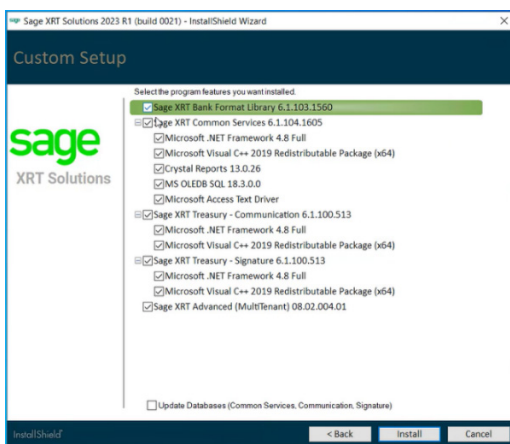 Sage XRT Solutions 2023 R1 (build 0021) - InstallShield Wizard
Custom Setup
Select the program features you want installed.
Sage XRT Bank Format Library 6.1.103.1560
Sage XRT Common Services 6.1.104.1605
Microsoft .NET Framework 4.8 Full
Microsoft Visual C++ 2019 Redistributable Package (x64)
Crystal Reports 13.0.26
MS OLEDB SQL 18.3.0.0
Microsoft Access Text Driver
Sage XRT Treasury - Communication 6.1.100.513
Microsoft .NET Framework 4.8 Full
Microsoft Visual C++ 2019 Redistributable Package (x64)
Sage XRT Treasury - Signature 6.1.100.513
Microsoft .NET Framework 4.8 Full
Microsoft Visual C++ 2019 Redistributable Package (x64)
Sage XRT Advanced (MultiTenant) 08.02.004.01
sage
XRT Solutions
Update Databases (Common Services, Communication, Signature)
InstallShield
< Back
Install
Cancel